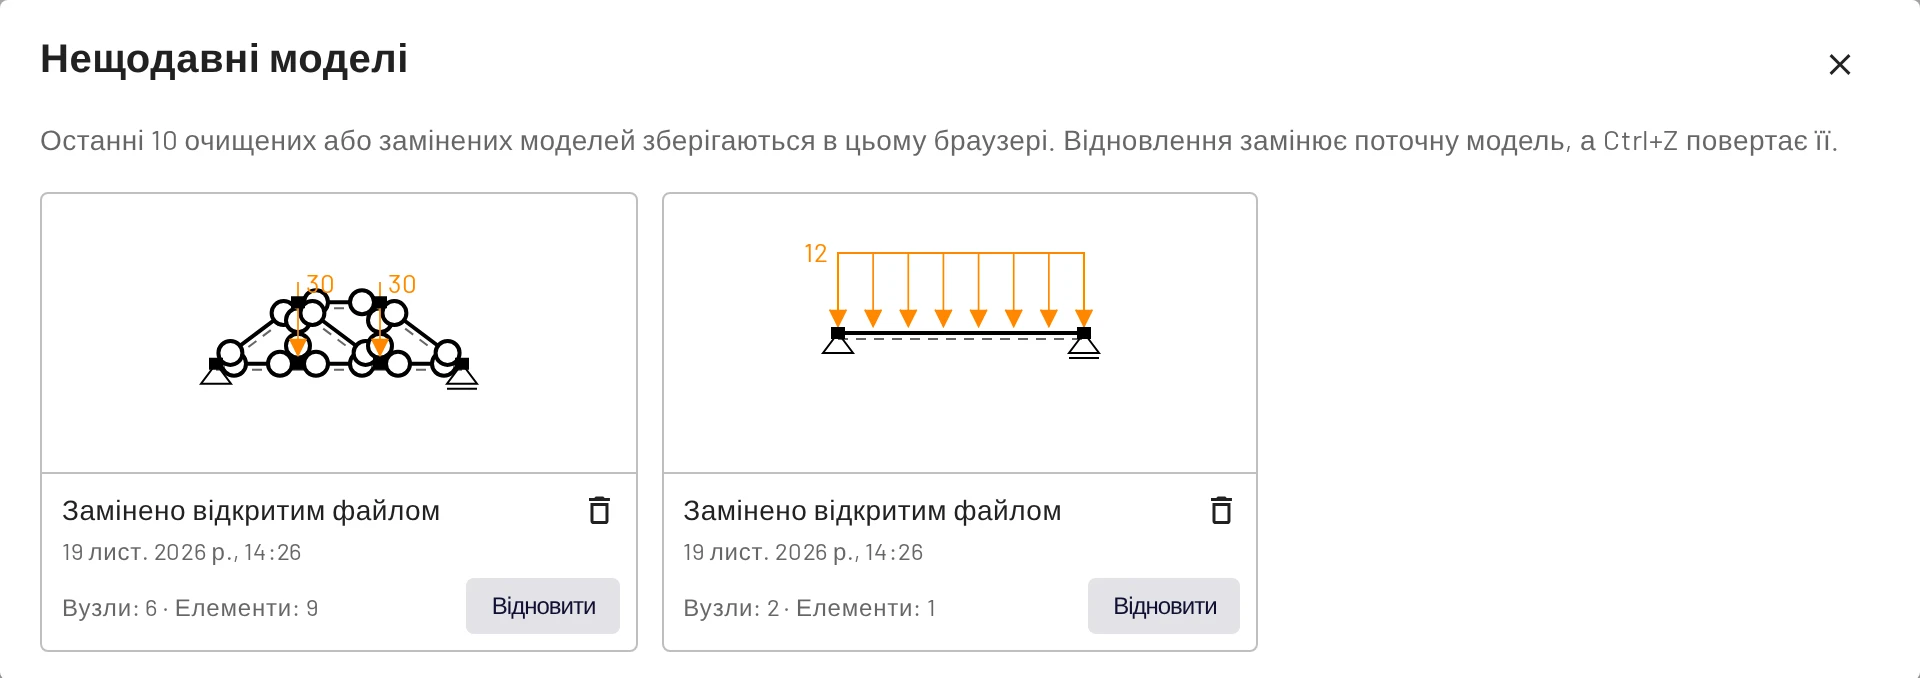 Нещодавні моделі
Останні 10 очищених або замінених моделей зберігаються в цьому браузері. Відновлення замінює поточну модель, а Ctrl+Z повертає її.
30 30
12
Замінено відкритим файлом
19 лист. 2026 р., 14:26
Вузли: 6 · Елементи: 9
Відновити
Замінено відкритим файлом
19 лист. 2026 р., 14:26
Вузли: 2 · Елементи: 1
Відновити